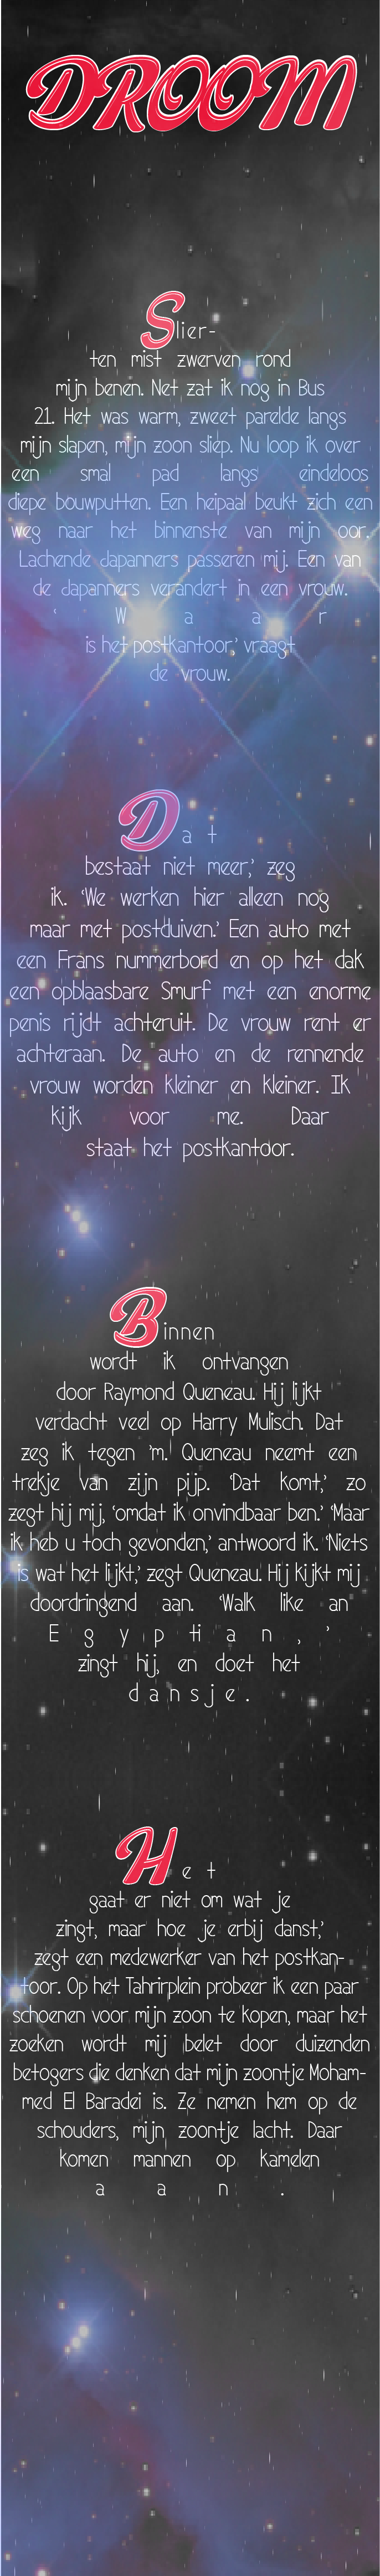 DROOM
Slier-
ten mist zwerven rond
mijn benen. Net zat ik nog in Bus
21. Het was warm, zweet parelde langs
mijn slapen, mijn zoon sliep. Nu loop ik over
een smal pad langs eindeloos
diepe bouwputten. Een heipaal beukt zich een
weg naar het binnenste van mijn oor.
Lachende Japanners passeren mij. Een van
de Japanners verandert in een vrouw.
‘ W a a r
is het postkantoor,’ vraagt
de vrouw.
Dat
bestaat niet meer,’ zeg
ik. ‘We werken hier alleen nog
maar met postduiven.’ Een auto met
een Frans nummerbord en op het dak
een opblaasbare Smurf met een enorme
penis rijdt achteruit. De vrouw rent er
achteraan. De auto en de rennende
vrouw worden kleiner en kleiner. Ik
kijk voor me. Daar
staat het postkantoor.
Binnen
wordt ik ontvangen
door Raymond Queneau. Hij lijkt
verdacht veel op Harry Mulisch. Dat
zeg ik tegen ’m. Queneau neemt een
trekje van zijn pijp. ‘Dat komt,’ zo
zegt hij mij, ‘omdat ik onvindbaar ben.’ ‘Maar
ik heb u toch gevonden,’ antwoord ik. ‘Niets
is wat het lijkt,’ zegt Queneau. Hij kijkt mij
doordringend aan. ‘Walk like an
E g y p t i a n , ’
zingt hij, en doet het
d a n s j e .
Het
gaat er niet om wat je
zingt, maar hoe je erbij danst,’
zegt een medewerker van het postkan-
toor. Op het Tahrirplein probeer ik een paar
schoenen voor mijn zoon te kopen, maar het
zoeken wordt mij belet door duizenden
betogers die denken dat mijn zoontje Moham-
med El Baradei is. Ze nemen hem op de
schouders, mijn zoontje lacht. Daar
komen mannen op kamelen
a a n .